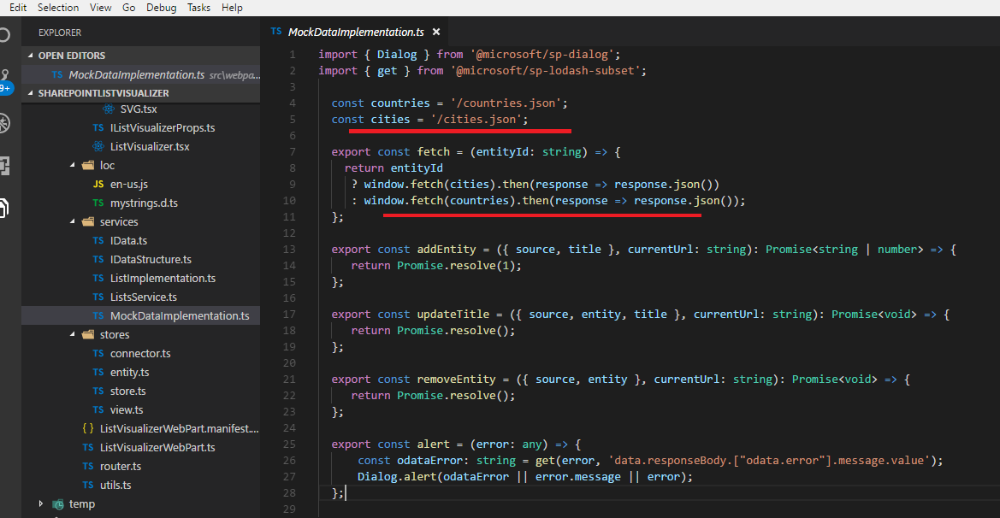 Edit Selection View Go Debug Tasks Help
EXPLORER
OPEN EDITORS
TS MockDataImplementation.ts src\webpa...
9+
SHAREPOINTLISTVISUALIZER
SVG.tsx
TS IListVisualizerProps.ts
ListVisualizer.tsx
loc
JS en-us.js
TS mystrings.d.ts
services
TS IData.ts
TS IDataStructure.ts
TS ListImplementation.ts
TS ListsService.ts
TS MockDataImplementation.ts
stores
TS connector.ts
TS entity.ts
TS store.ts
TS view.ts
{ } ListVisualizerWebPart.manifest....
TS ListVisualizerWebPart.ts
TS router.ts
TS utils.ts
temp
TS MockDataImplementation.ts ×
1 import { Dialog } from '@microsoft/sp-dialog';
2 import { get } from '@microsoft/sp-lodash-subset';
3
4 const countries = '/countries.json';
5 const cities = '/cities.json';
6
7 export const fetch = (entityId: string) => {
8 return entityId
9 ? window.fetch(cities).then(response => response.json())
10 : window.fetch(countries).then(response => response.json());
11 };
12
13 export const addEntity = ({ source, title }, currentUrl: string): Promise<string | number> => {
14 return Promise.resolve(1);
15 };
16
17 export const updateTitle = ({ source, entity, title }, currentUrl: string): Promise<void> => {
18 return Promise.resolve();
19 };
20
21 export const removeEntity = ({ source, entity }, currentUrl: string): Promise<void> => {
22 return Promise.resolve();
23 };
24
25 export const alert = (error: any) => {
26 const odataError: string = get(error, 'data.responseBody.["odata.error"].message.value');
27 Dialog.alert(odataError || error.message || error);
28 };
29